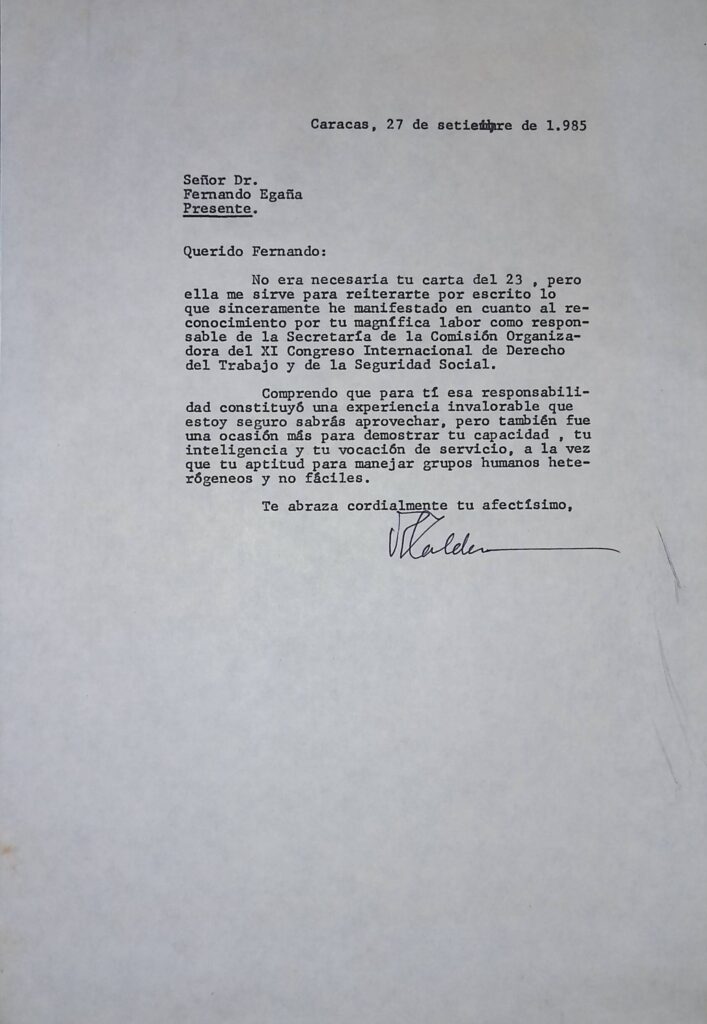 Caracas, 27 de setiembre de 1.985
Señor Dr.
Fernando Egaña
Presente.
Querido Fernando:
No era necesaria tu carta del 23 , pero
ella me sirve para reiterarte por escrito lo
que sinceramente he manifestado en cuanto al re-
conocimiento por tu magnífica labor como respon-
sable de la Secretaría de la Comisión Organiza-
dora del XI Congreso Internacional de Derecho
del Trabajo y de la Seguridad Social.
Comprendo que para tí esa responsabili-
dad constituyó una experiencia invalorable que
estoy seguro sabrás aprovechar, pero también fue
una ocasión más para demostrar tu capacidad , tu
inteligencia y tu vocación de servicio, a la vez
que tu aptitud para manejar grupos humanos hete-
rógeneos y no fáciles.
Te abraza cordialmente tu afectísimo,